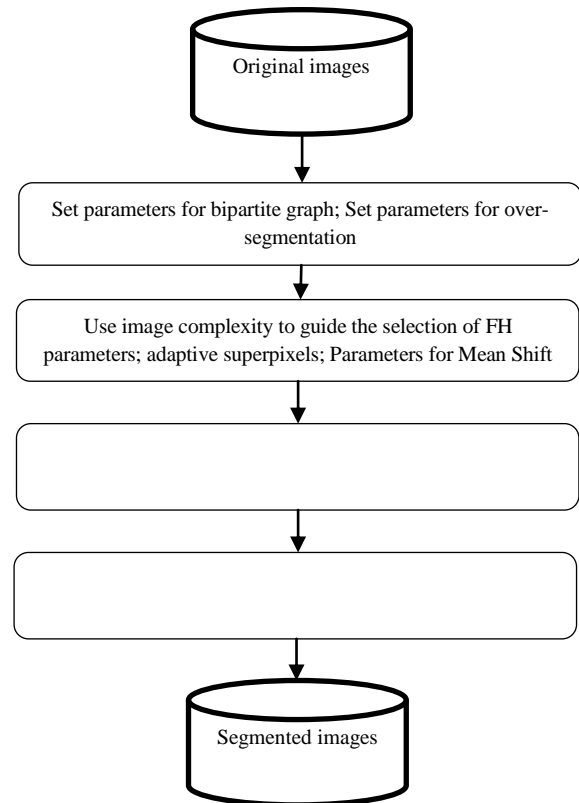 Original images
Set parameters for bipartite graph; Set parameters for over-
segmentation
Use image complexity to guide the selection of FH
parameters; adaptive superpixels; Parameters for Mean Shift
Segmented images